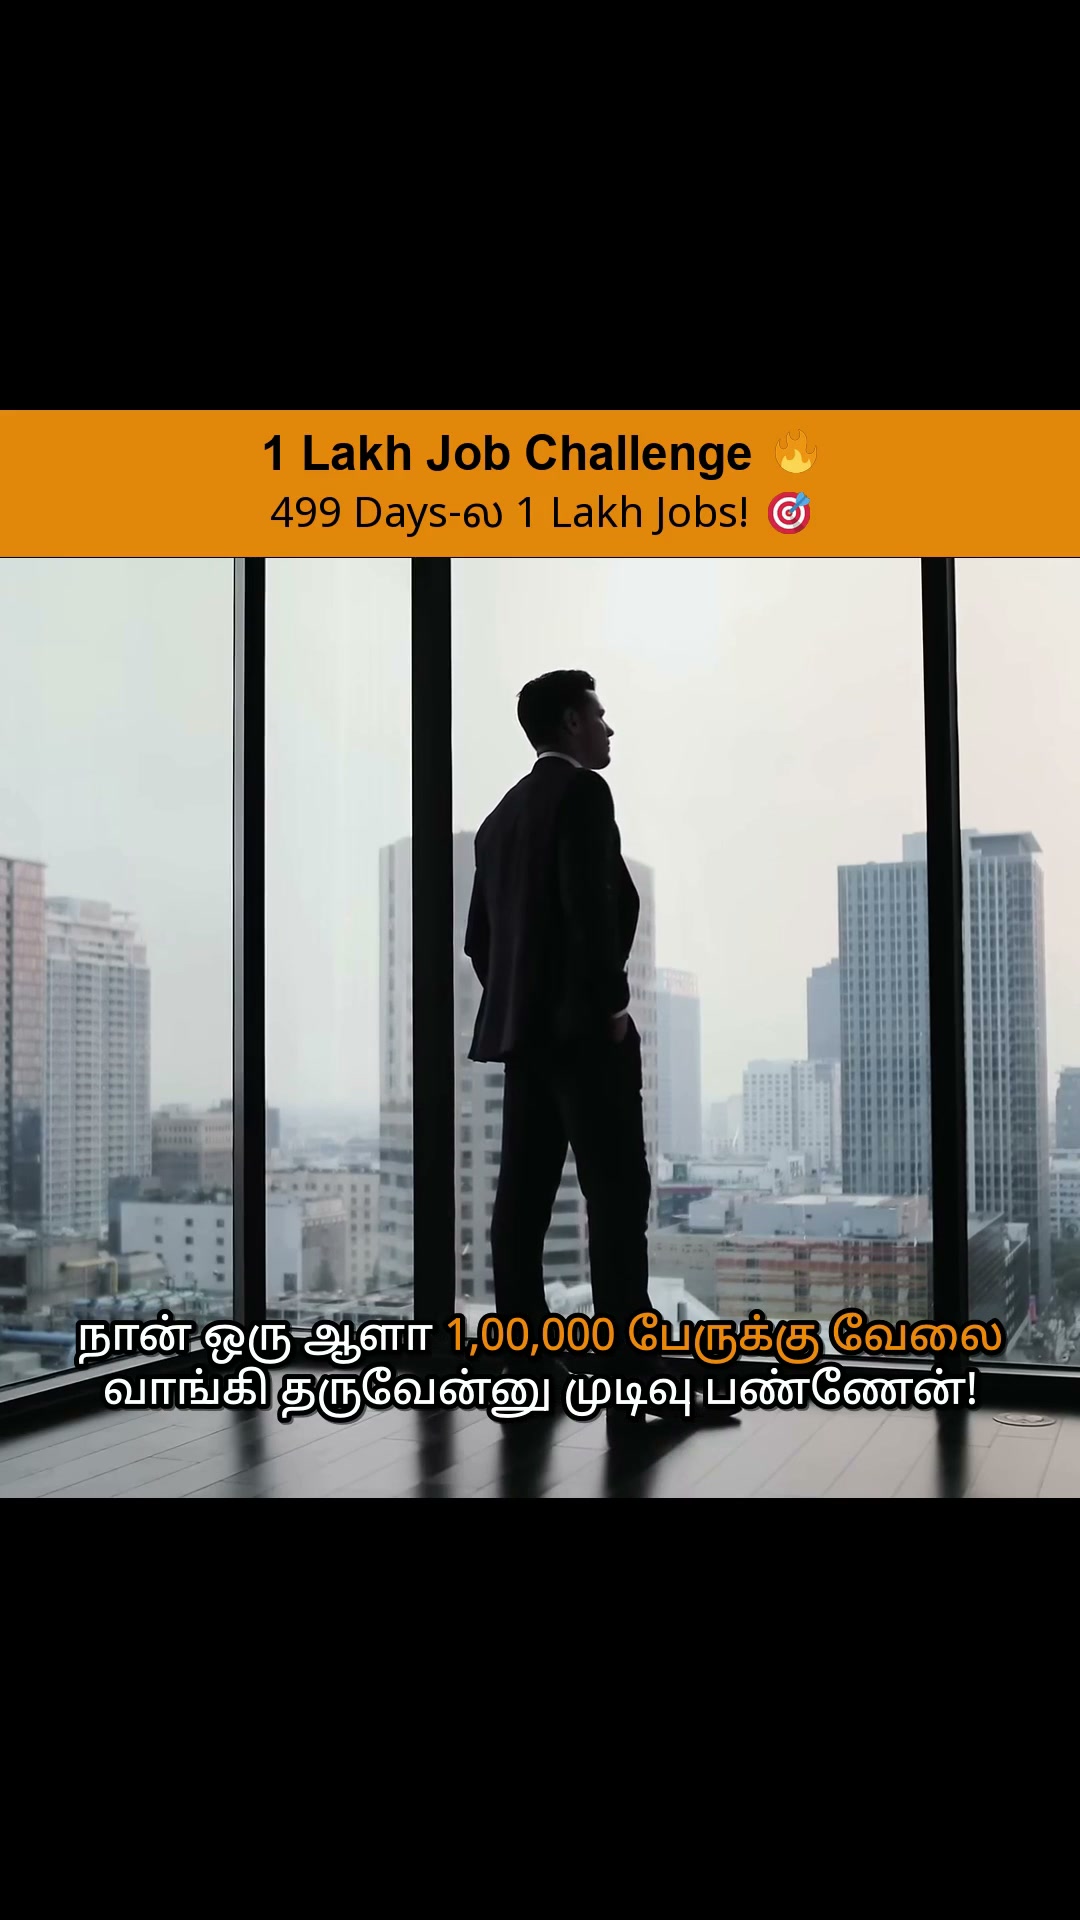 1 Lakh Job Challenge 🔥
499 Days-ல 1 Lakh Jobs! 🎯
நான் ஒரு ஆளா 1,00,000 பேருக்கு வேலை
வாங்கி தருவேன்னு முடிவு பண்ணேன்!